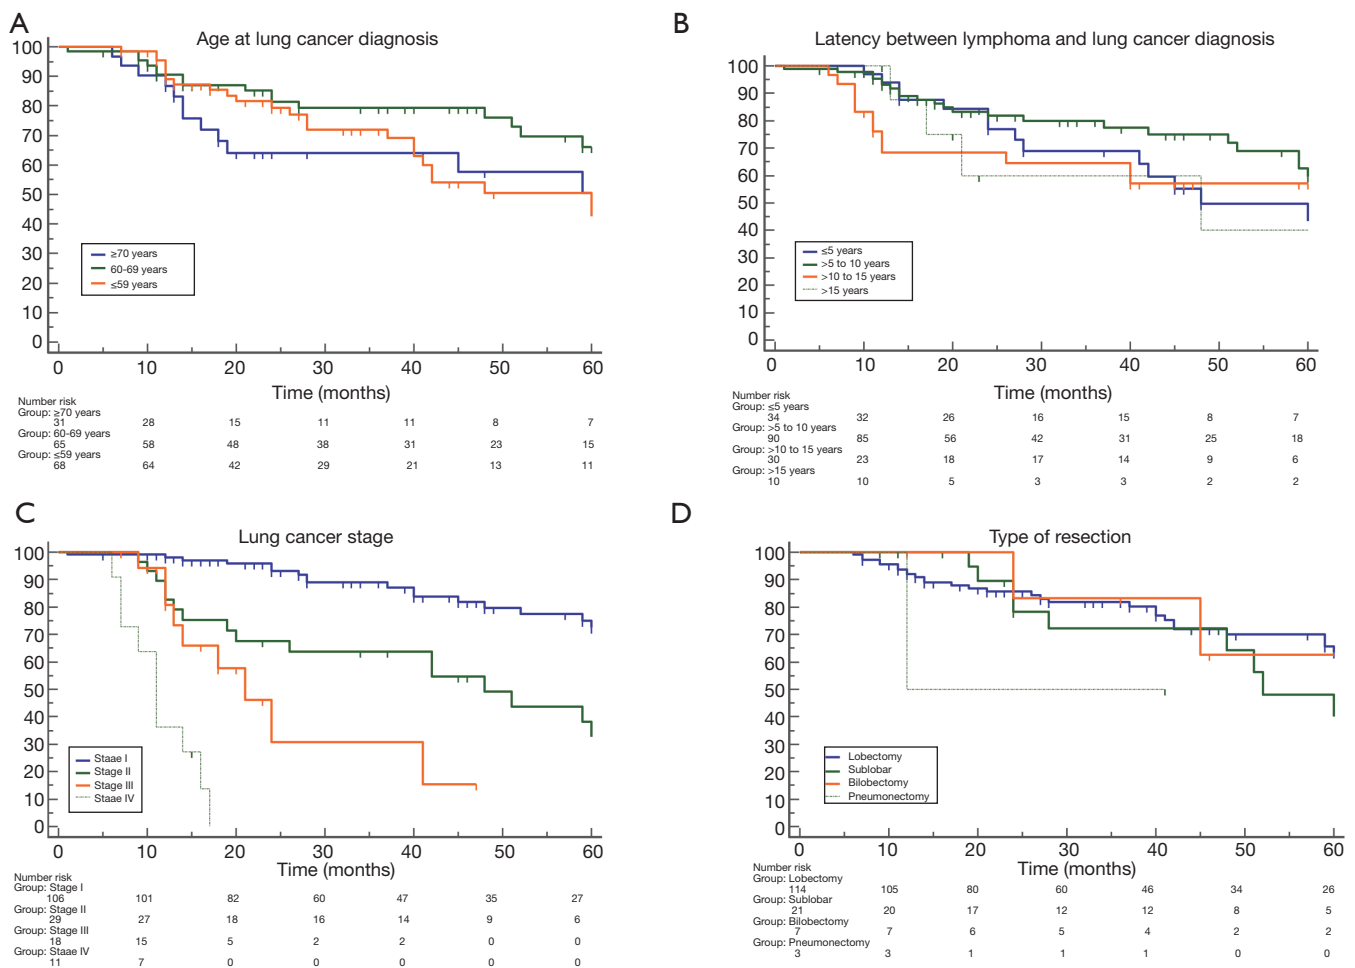 A
Age at lung cancer diagnosis
100
90
80
70
60
50
40
30
20
10
0
≥70 years
60-69 years
≤59 years
0 10 20 30 40 50 60
Time (months)
Number risk
Group: ≥70 years
31 28 15 11 11 8 7
Group: 60-69 years
65 58 48 38 31 23 15
Group: ≤59 years
68 64 42 29 21 13 11
B
Latency between lymphoma and lung cancer diagnosis
100
90
80
70
60
50
40
30
20
10
0
≤5 years
>5 to 10 years
>10 to 15 years
>15 years
0 10 20 30 40 50 60
Time (months)
Number risk
Group: ≤5 years
34 32 26 16 15 8 7
Group: >5 to 10 years
90 85 56 42 31 25 18
Group: >10 to 15 years
30 23 18 17 14 9 6
Group: >15 years
10 10 5 3 3 2 2
C
Lung cancer stage
100
90
80
70
60
50
40
30
20
10
0
Staae I
Stage II
Stage III
Staae IV
0 10 20 30 40 50 60
Time (months)
Number risk
Group: Stage I
106 101 82 60 47 35 27
Group: Stage II
29 27 18 16 14 9 6
Group: Stage III
18 15 5 2 2 0 0
Group: Staae IV
11 7 0 0 0 0 0
D
Type of resection
100
90
80
70
60
50
40
30
20
10
0
Lobectomy
Sublobar
Bilobectomy
Pneumonectomy
0 10 20 30 40 50 60
Time (months)
Number risk
Group: Lobectomy
114 105 80 60 46 34 26
Group: Sublobar
21 20 17 12 12 8 5
Group: Bilobectomy
7 7 6 5 4 2 2
Group: Pneumonectomy
3 3 1 1 1 0 0